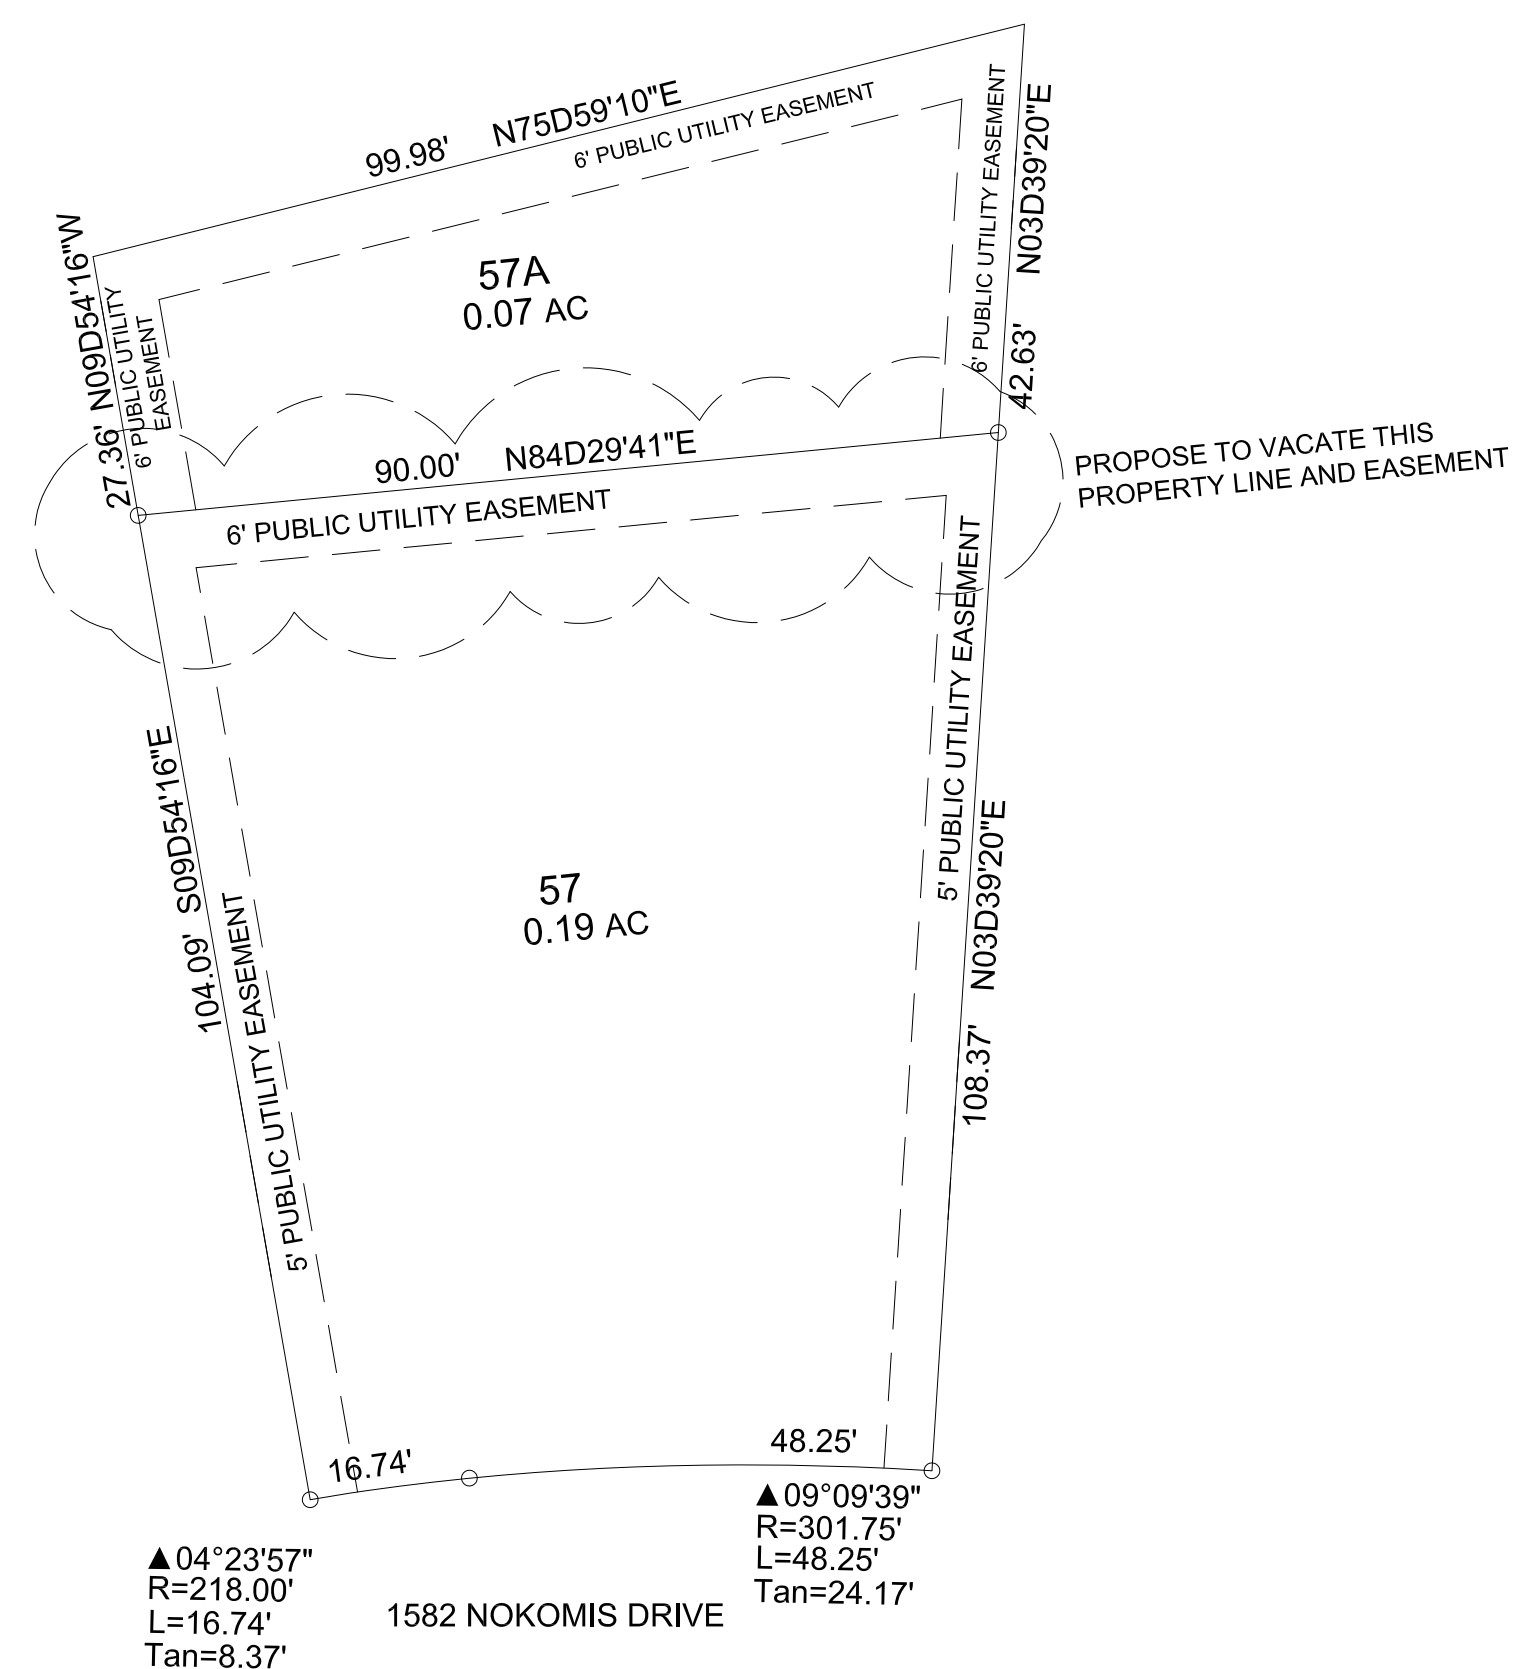 99.98' N75D59'10"E
6' PUBLIC UTILITY EASEMENT
6' PUBLIC UTILITY EASEMENT
42.63' N03D39'20"E
27.36' N09D54'16"W
6' PUBLIC UTILITY
EASEMENT
57A
0.07 AC
90.00' N84D29'41"E
6' PUBLIC UTILITY EASEMENT
PROPOSE TO VACATE THIS
PROPERTY LINE AND EASEMENT
104.09' S09D54'16"E
5' PUBLIC UTILITY EASEMENT
57
0.19 AC
5' PUBLIC UTILITY EASEMENT
108.37' N03D39'20"E
16.74'
48.25'
▲04°23'57"
R=218.00'
L=16.74'
Tan=8.37'
1582 NOKOMIS DRIVE
▲09°09'39"
R=301.75'
L=48.25'
Tan=24.17'